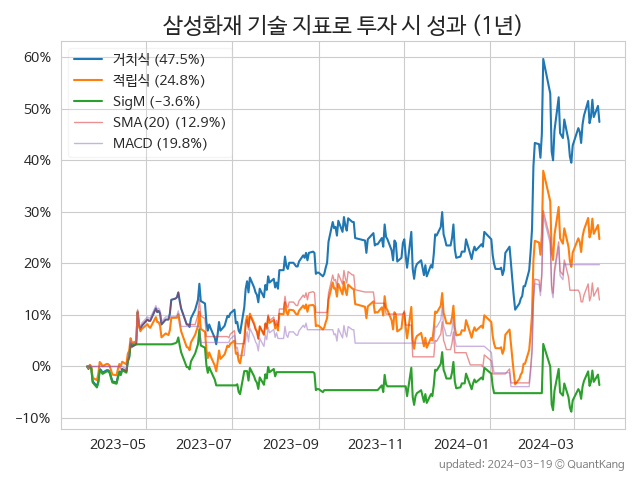 삼성화재 기술 지표로 투자 시 성과 (1년)
60%
50%
40%
30%
20%
10%
0%
−10%
거치식 (47.5%)
적립식 (24.8%)
SigM (−3.6%)
SMA(20) (12.9%)
MACD (19.8%)
2023-05
2023-07
2023-09
2023-11
2024-01
2024-03
updated: 2024-03-19 © QuantKang